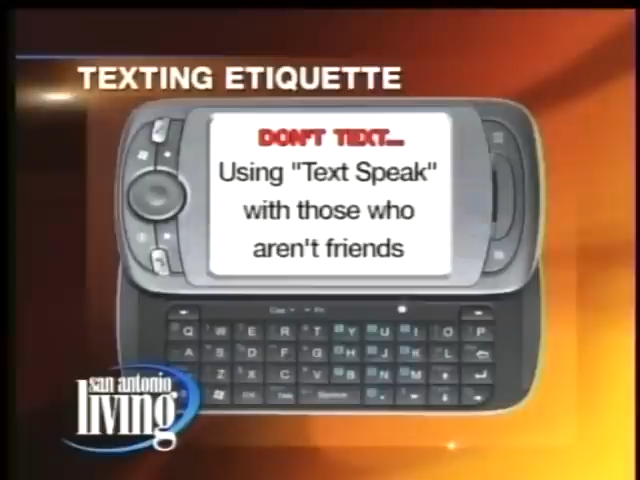 TEXTING ETIQUETTE
DON'T TEXT...
Using "Text Speak"
with those who
aren't friends
Q W E R T Y U I O P
A S D F G H J K L
Z X C V B N M
san antonio
living